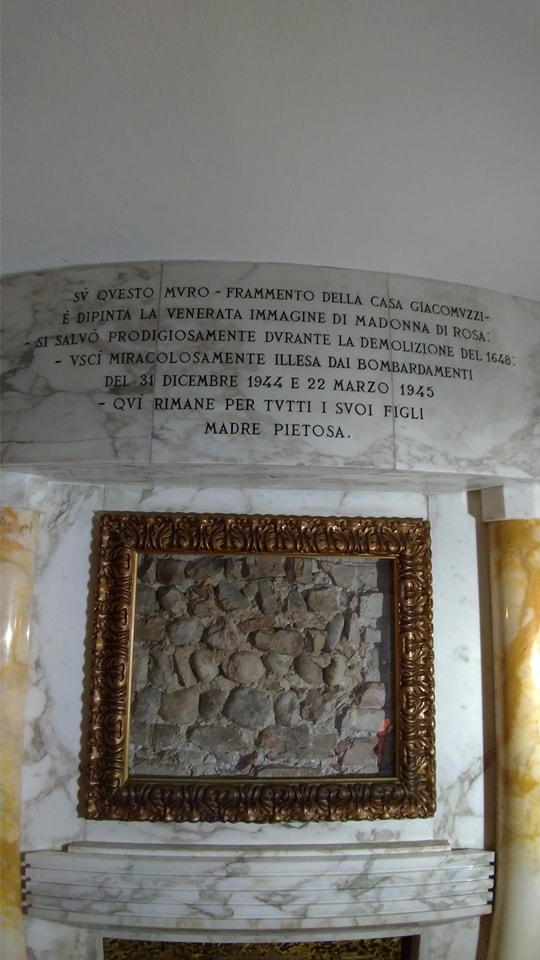 SÙ QVESTO MVRO - FRAMMENTO DELLA CASA GIACOMVZZI-
È DIPINTA LA VENERATA IMMAGINE DI MADONNA DI ROSA:
- SI SALVÒ PRODIGIOSAMENTE DVRANTE LA DEMOLIZIONE DEL 1648:
- VSCÌ MIRACOLOSAMENTE ILLESA DAI BOMBARDAMENTI
DEL 31 DICEMBRE 1944 E 22 MARZO 1945
- QVÌ RIMANE PER TVTTI I SVOI FIGLI
MADRE PIETOSA.